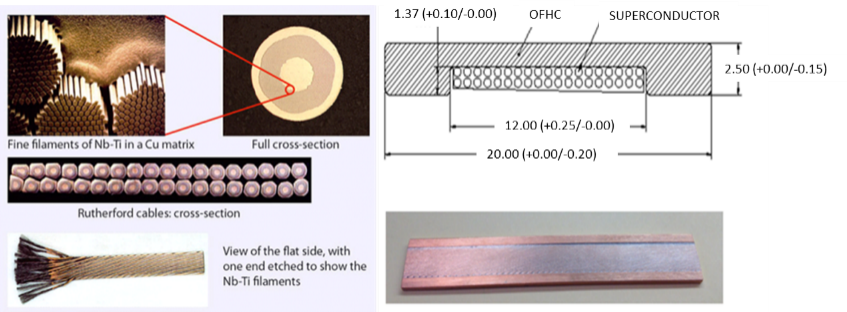 Fine filaments of Nb-Ti in a Cu matrix
Full cross-section
Rutherford cables: cross-section
View of the flat side, with
one end etched to show the
Nb-Ti filaments
1.37 (+0.10/-0.00)
OFHC
SUPERCONDUCTOR
2.50 (+0.00/-0.15)
12.00 (+0.25/-0.00)
20.00 (+0.00/-0.20)